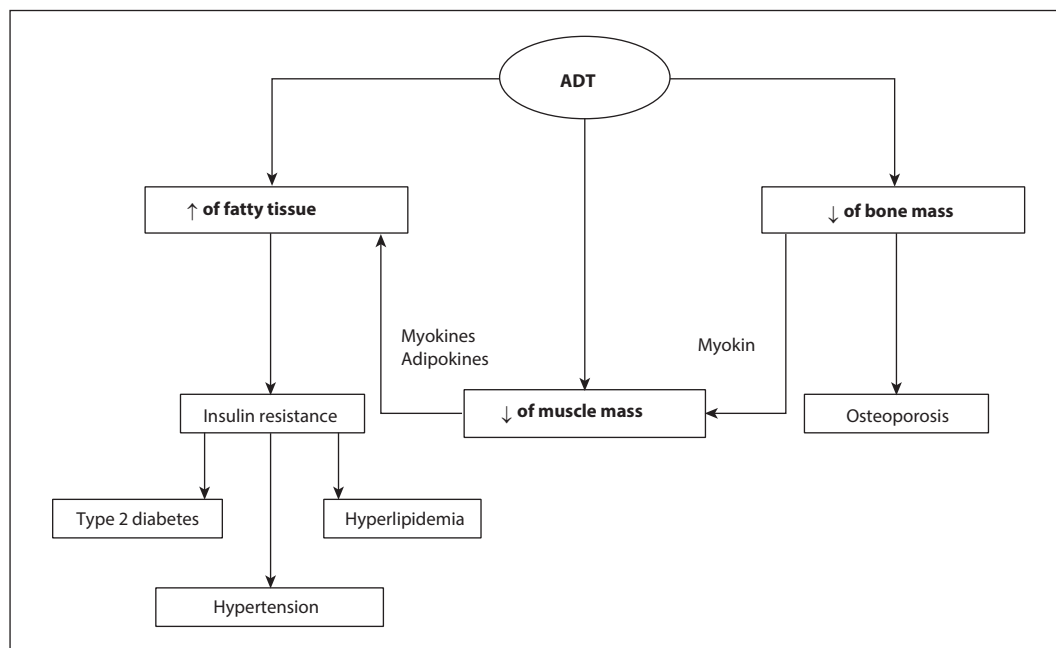 ADT
↑ of fatty tissue
↓ of bone mass
Myokines
Adipokines
Myokin
Insulin resistance
↓ of muscle mass
Osteoporosis
Type 2 diabetes
Hyperlipidemia
Hypertension